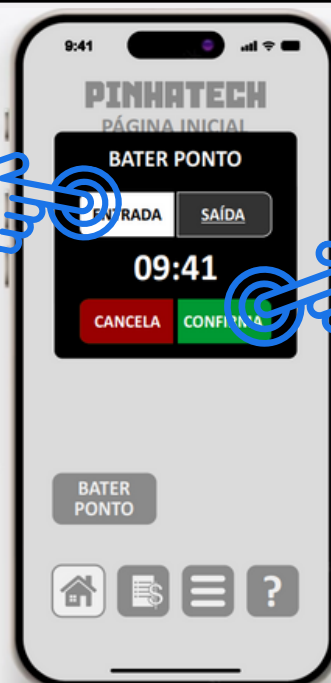 9:41
PINHATECH
PÁGINA INICIAL
BATER PONTO
ENTRADA SAÍDA
09:41
CANCELA CONFIRMA
BATER
PONTO
$
?